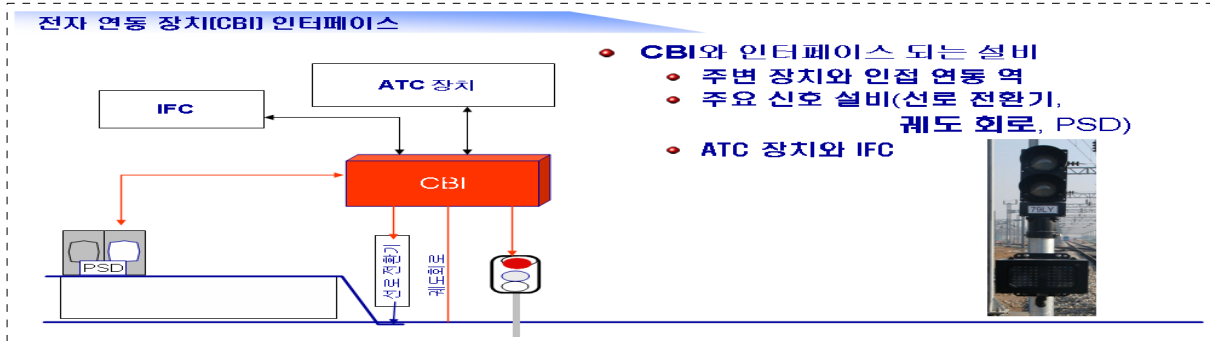 전자 연동 장치(CBI) 인터페이스
CBI와 인터페이스 되는 설비
주변 장치와 인접 연동 역
주요 신호 설비(선로 전환기,
궤도 회로, PSD)
ATC 장치와 IFC
ATC 장치
IFC
CBI
PSD
선로전환기
궤도회로
79LY